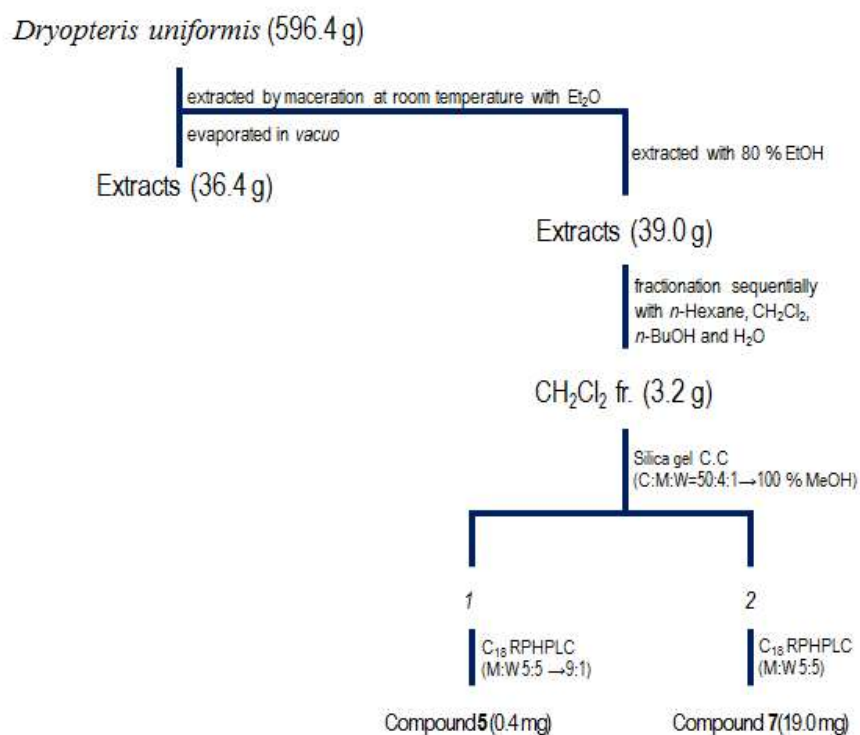 Dryopteris uniformis (596.4 g)
extracted by maceration at room temperature with Et₂O
evaporated in vacuo
extracted with 80 % EtOH
Extracts (36.4 g)
Extracts (39.0 g)
fractionation sequentially
with n-Hexane, CH₂Cl₂,
n-BuOH and H₂O
CH₂Cl₂ fr. (3.2 g)
Silica gel C.C
(C:M:W=50:4:1→100 % MeOH)
1
2
C₁₈ RPHPLC
(M:W 5:5 →9:1)
C₁₈ RPHPLC
(M:W 5:5)
Compound 5 (0.4 mg)
Compound 7 (19.0 mg)